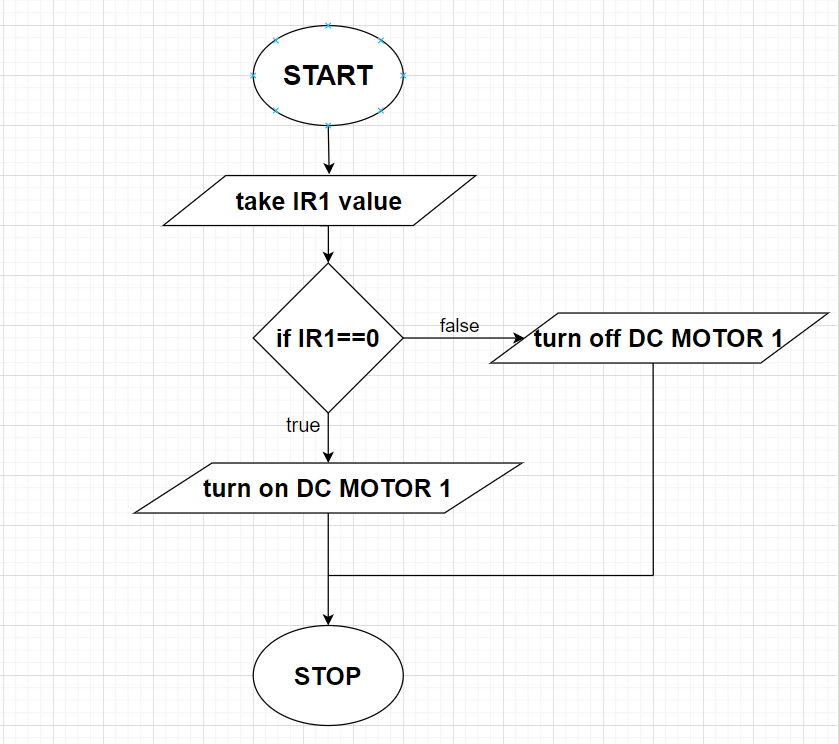 START
take IR1 value
if IR1==0
false
turn off DC MOTOR 1
true
turn on DC MOTOR 1
STOP